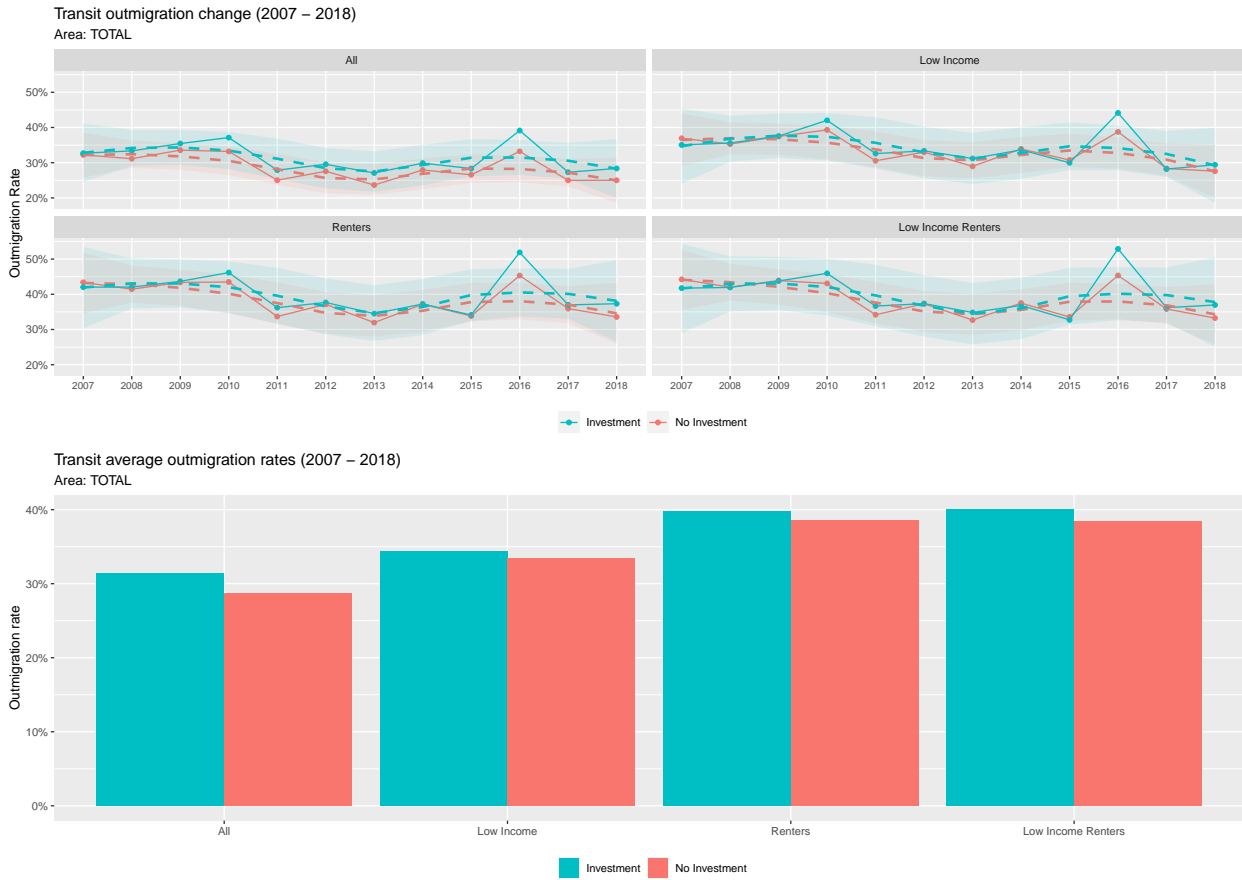 Transit outmigration change (2007 − 2018)
Area: TOTAL
All
Low Income
50%
40%
30%
20%
Renters
Low Income Renters
50%
40%
30%
20%
Outmigration Rate
2007 2008 2009 2010 2011 2012 2013 2014 2015 2016 2017 2018
2007 2008 2009 2010 2011 2012 2013 2014 2015 2016 2017 2018
Investment No Investment
Transit average outmigration rates (2007 − 2018)
Area: TOTAL
40%
30%
20%
10%
0%
Outmigration rate
All Low Income Renters Low Income Renters
Investment No Investment